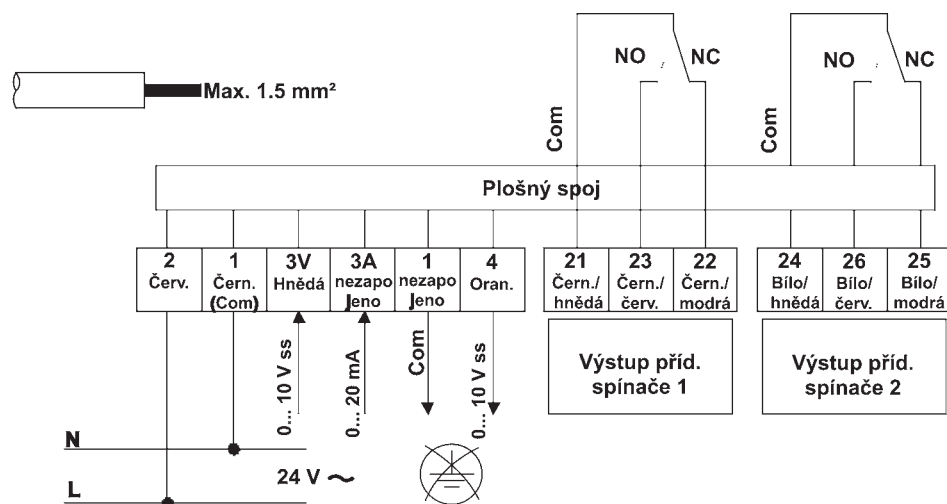 Max. 1.5 mm²
NO
NC
Com
NO
NC
Com
Plošný spoj
2
Červ.
1
Čern.
(Com)
3V
Hnědá
3A
nezapo
Jeno
1
nezapo
Jeno
4
Oran.
21
Čern./
hnědá
23
Čern./
červ.
22
Čern./
modrá
24
Bílo/
hnědá
26
Bílo/
červ.
25
Bílo/
modrá
0... 10 V ss
0... 20 mA
Com
0... 10 V ss
Výstup příd.
spínače 1
Výstup příd.
spínače 2
N
24 V ~
L